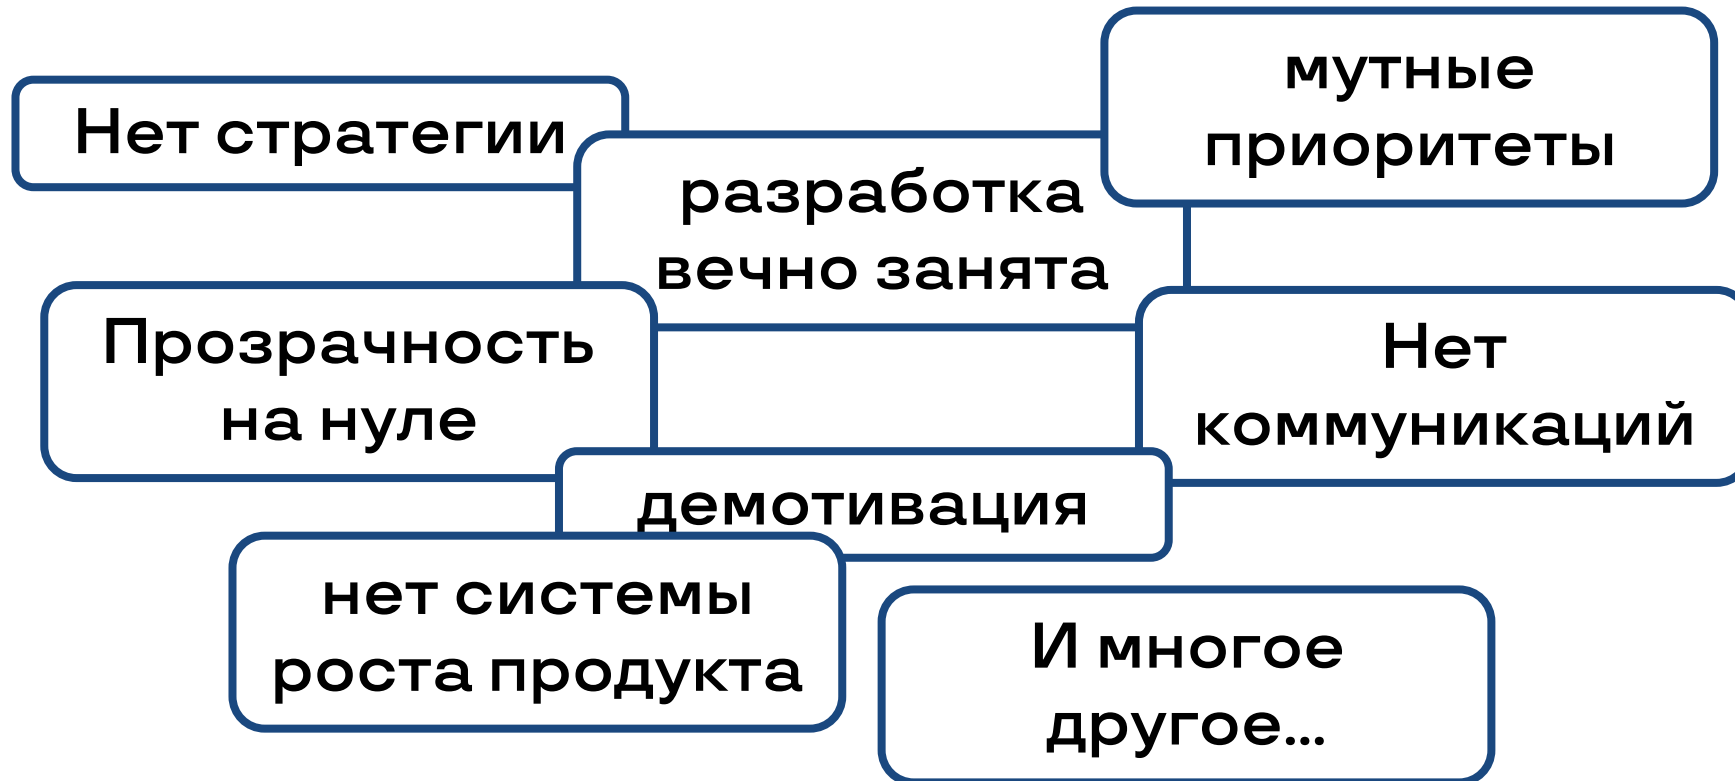 мутные
приоритеты
Нет стратегии
разработка
вечно занята
Прозрачность
на нуле
Нет
коммуникаций
демотивация
нет системы
роста продукта
И многое
другое...